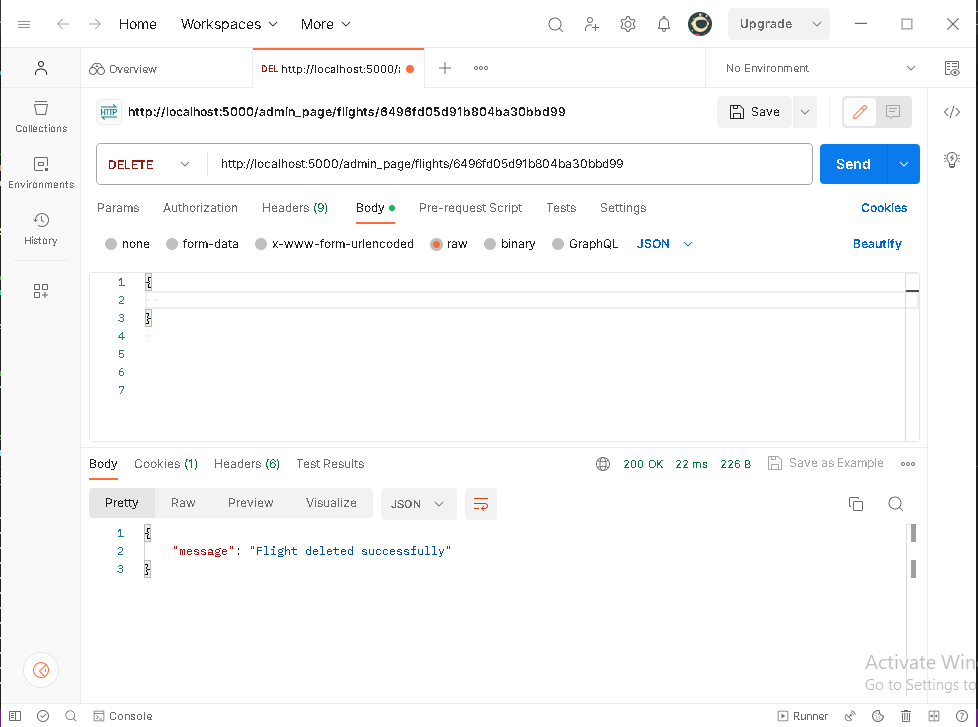 Home Workspaces More Upgrade
Overview DEL http://localhost:5000/a No Environment
HTTP http://localhost:5000/admin_page/flights/6496fd05d91b804ba30bbd99 Save
Collections
Environments
History
DELETE http://localhost:5000/admin_page/flights/6496fd05d91b804ba30bbd99 Send
Params Authorization Headers (9) Body Pre-request Script Tests Settings Cookies
none form-data x-www-form-urlencoded raw binary GraphQL JSON Beautify
1 {
2
3 }
4
5
6
7
Body Cookies (1) Headers (6) Test Results 200 OK 22 ms 226 B Save as Example
Pretty Raw Preview Visualize JSON
1 {
2 "message": "Flight deleted successfully"
3 }
Activate Win
Go to Settings to
Console Runner